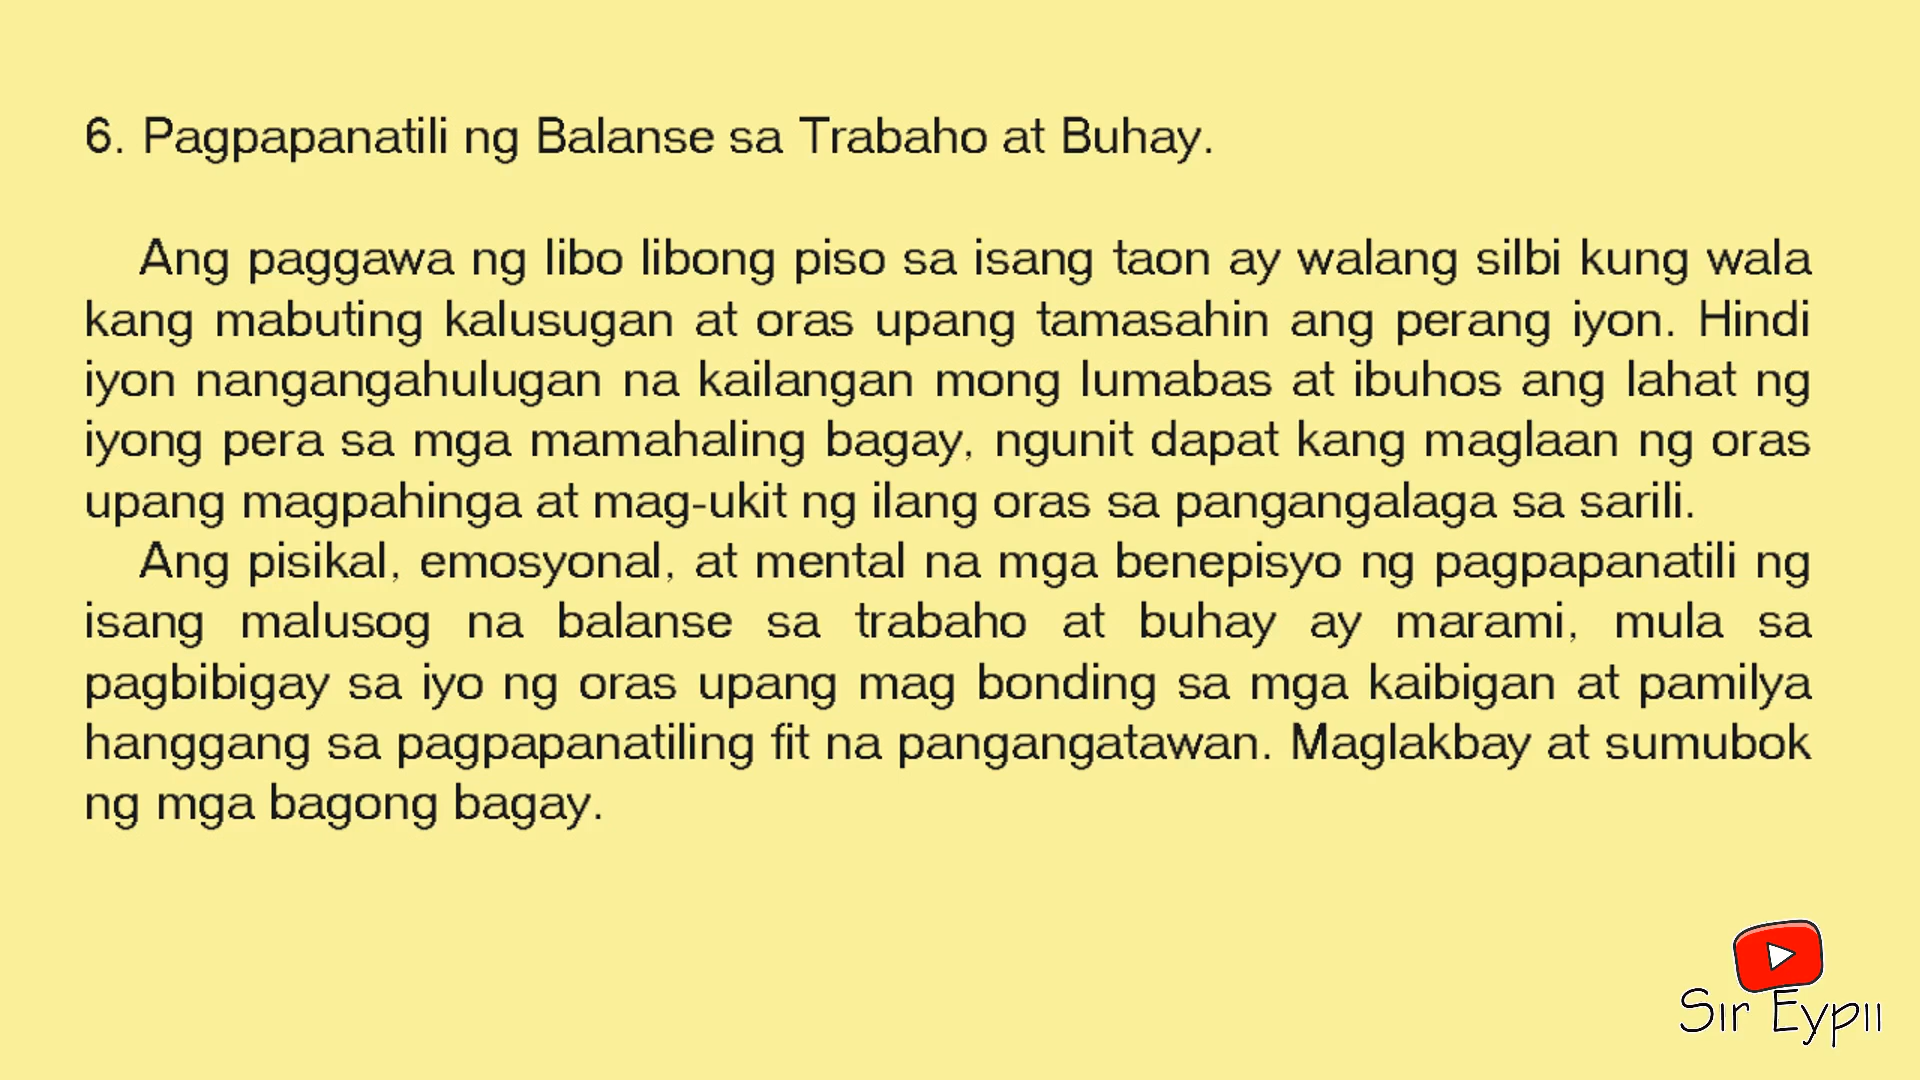 6. Pagpapanatili ng Balanse sa Trabaho at Buhay.
Ang paggawa ng libo libong piso sa isang taon ay walang silbi kung wala
kang mabuting kalusugan at oras upang tamasahin ang perang iyon. Hindi
iyon nangangahulugan na kailangan mong lumabas at ibuhos ang lahat ng
iyong pera sa mga mamahaling bagay, ngunit dapat kang maglaan ng oras
upang magpahinga at mag-ukit ng ilang oras sa pangangalaga sa sarili.
Ang pisikal, emosyonal, at mental na mga benepisyo ng pagpapanatili ng
isang malusog na balanse sa trabaho at buhay ay marami, mula sa
pagbibigay sa iyo ng oras upang mag bonding sa mga kaibigan at pamilya
hanggang sa pagpapanatiling fit na pangangatawan. Maglakbay at sumubok
ng mga bagong bagay.
Sir Eypii